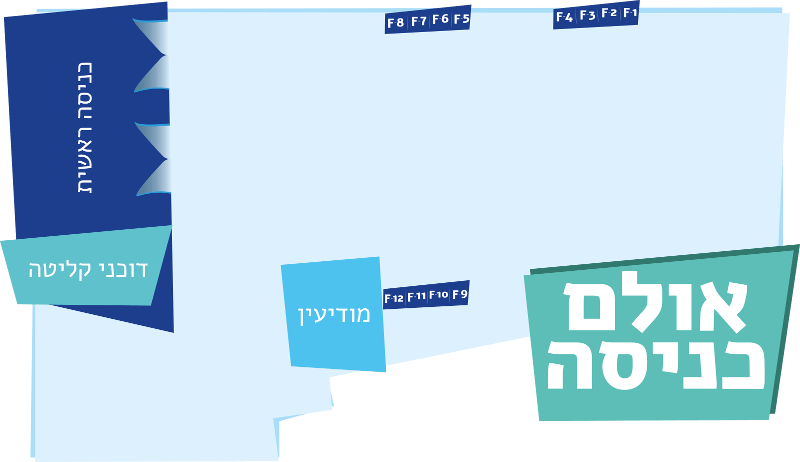 F8 F7 F6 F5
F4 F3 F2 F1
כניסה ראשית
דוכני קליטה
מודיעין
F12 F11 F10 F9
אולם
כניסה